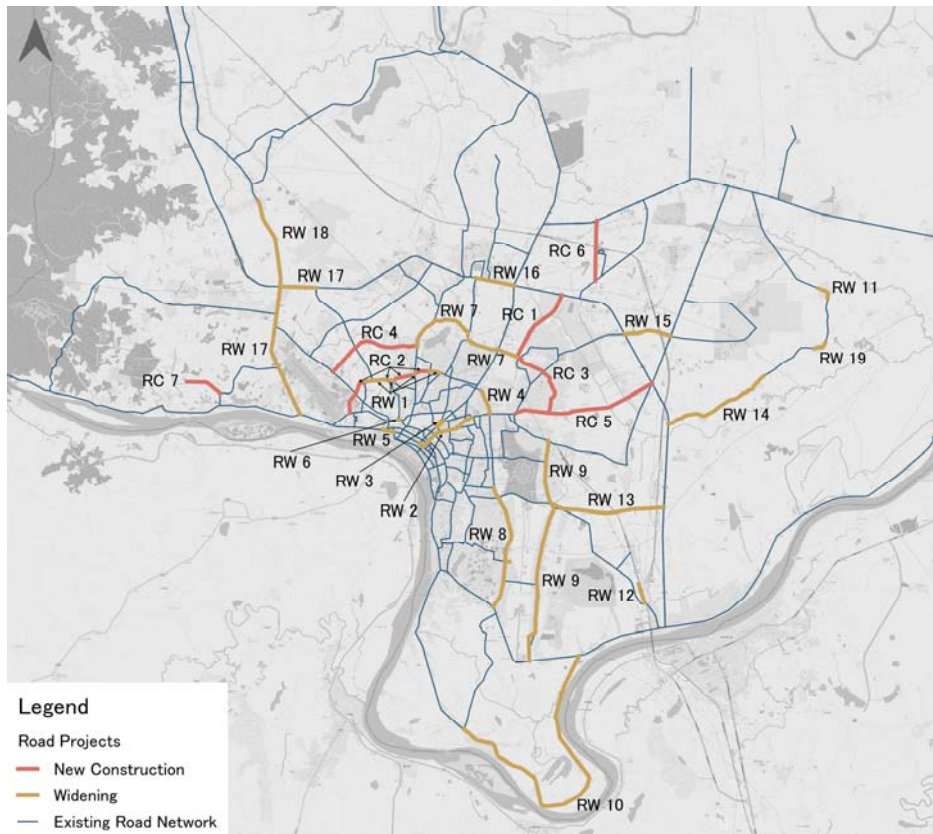 RW 18
RC 6
RW 17
RW 16
RW 11
RW 7
RC 1
RC 4
RW 15
RW 17
RC 2
RW 7
RC 3
RW 19
RC 7
RW 1
RW 4
RC 5
RW 14
RW 5
RW 6
RW 3
RW 9
RW 2
RW 13
RW 8
RW 9
RW 12
RW 10
Legend
Road Projects
New Construction
Widening
Existing Road Network